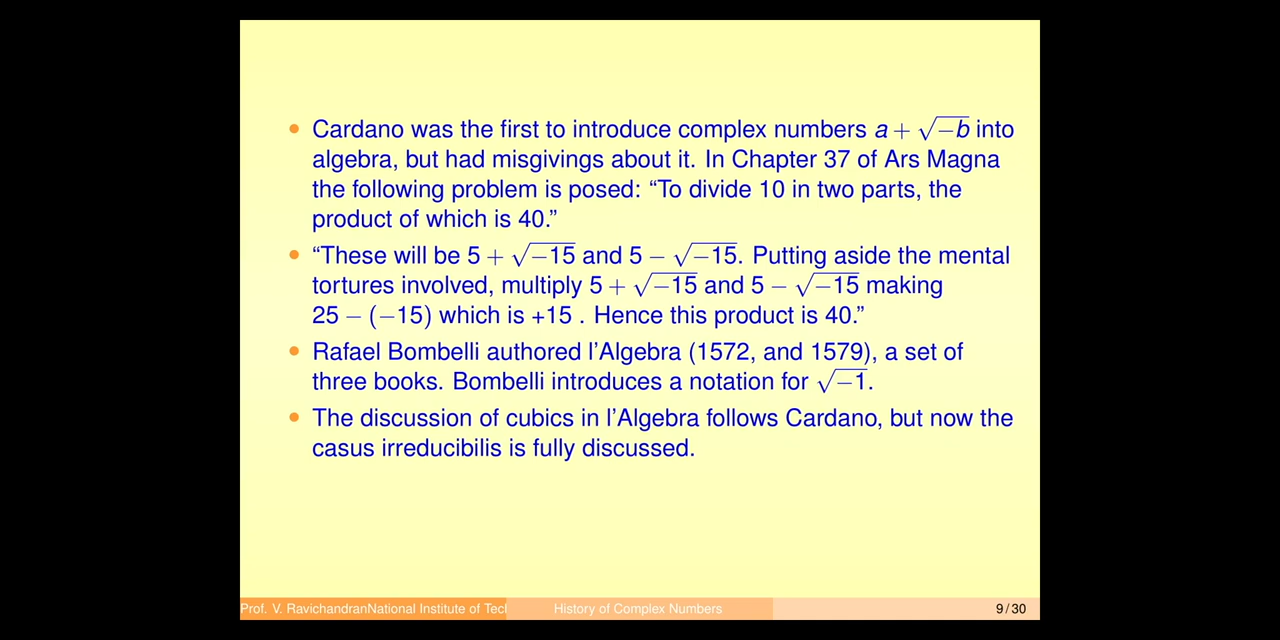 • Cardano was the first to introduce complex numbers a + √−b into
algebra, but had misgivings about it. In Chapter 37 of Ars Magna
the following problem is posed: “To divide 10 in two parts, the
product of which is 40.”
• “These will be 5 + √−15 and 5 − √−15. Putting aside the mental
tortures involved, multiply 5 + √−15 and 5 − √−15 making
25 − (−15) which is +15 . Hence this product is 40.”
• Rafael Bombelli authored l’Algebra (1572, and 1579), a set of
three books. Bombelli introduces a notation for √−1.
• The discussion of cubics in l’Algebra follows Cardano, but now the
casus irreducibilis is fully discussed.
Prof. V. RavichandranNational Institute of Tecl History of Complex Numbers 9 / 30